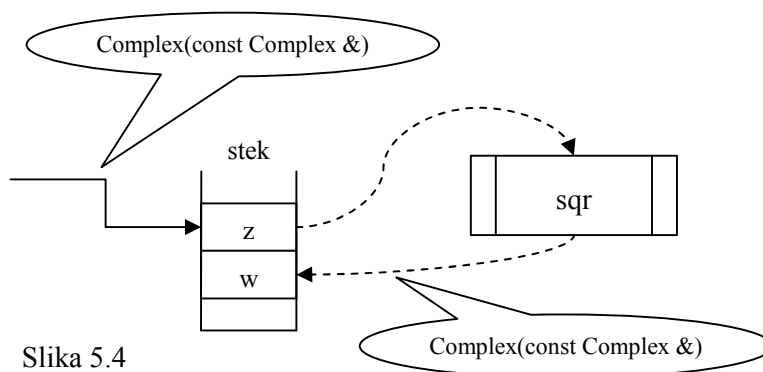 Complex(const Complex &)
stek
z
sqr
w
Complex(const Complex &)
Slika 5.4